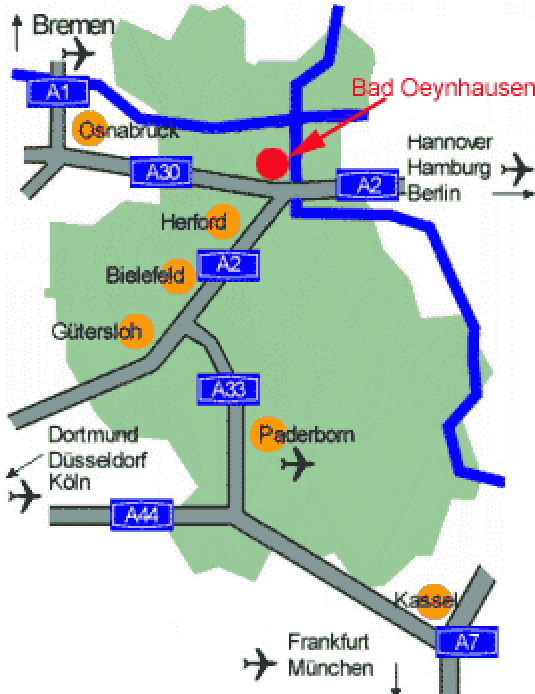 Bremen
A1
Bad Oeynhausen
Osnabrück
Hannover
Hamburg
Berlin
A30
A2
Herford
A2
Bielefeld
Gütersloh
A33
Dortmund
Düsseldorf
Köln
Paderborn
A44
Kassel
A7
Frankfurt
München